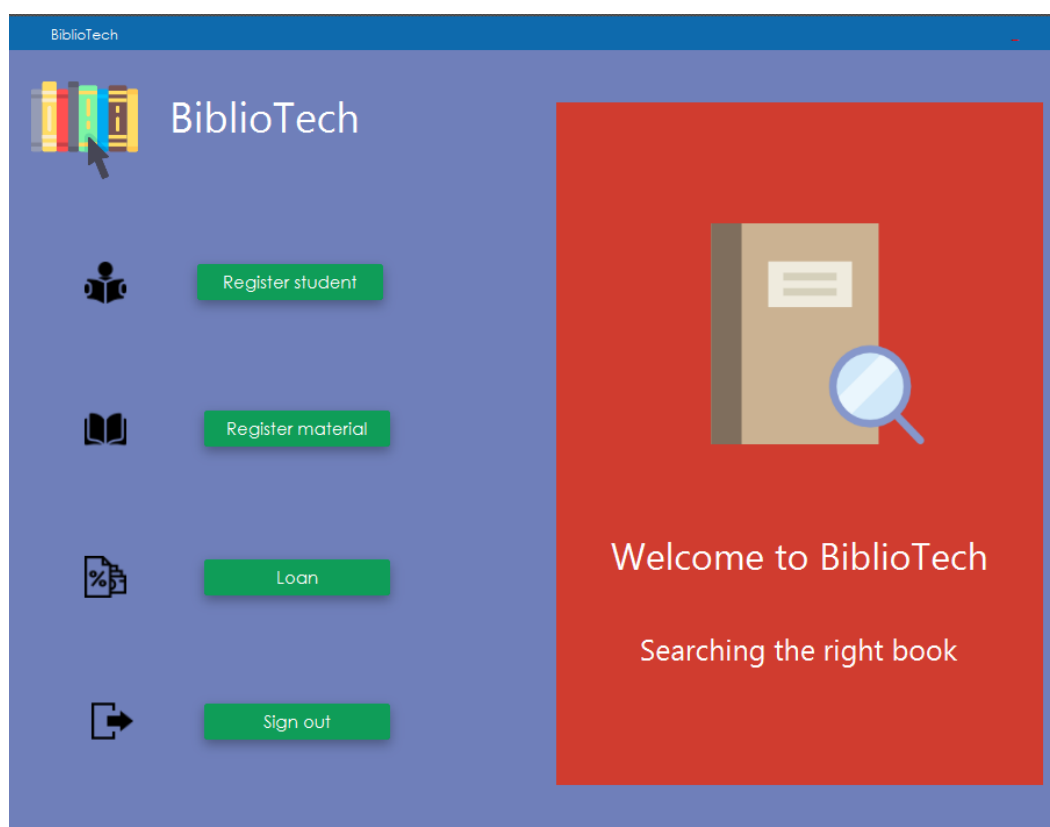 BiblioTech
BiblioTech
Register student
Register material
%
Loan
Sign out
Welcome to BiblioTech
Searching the right book